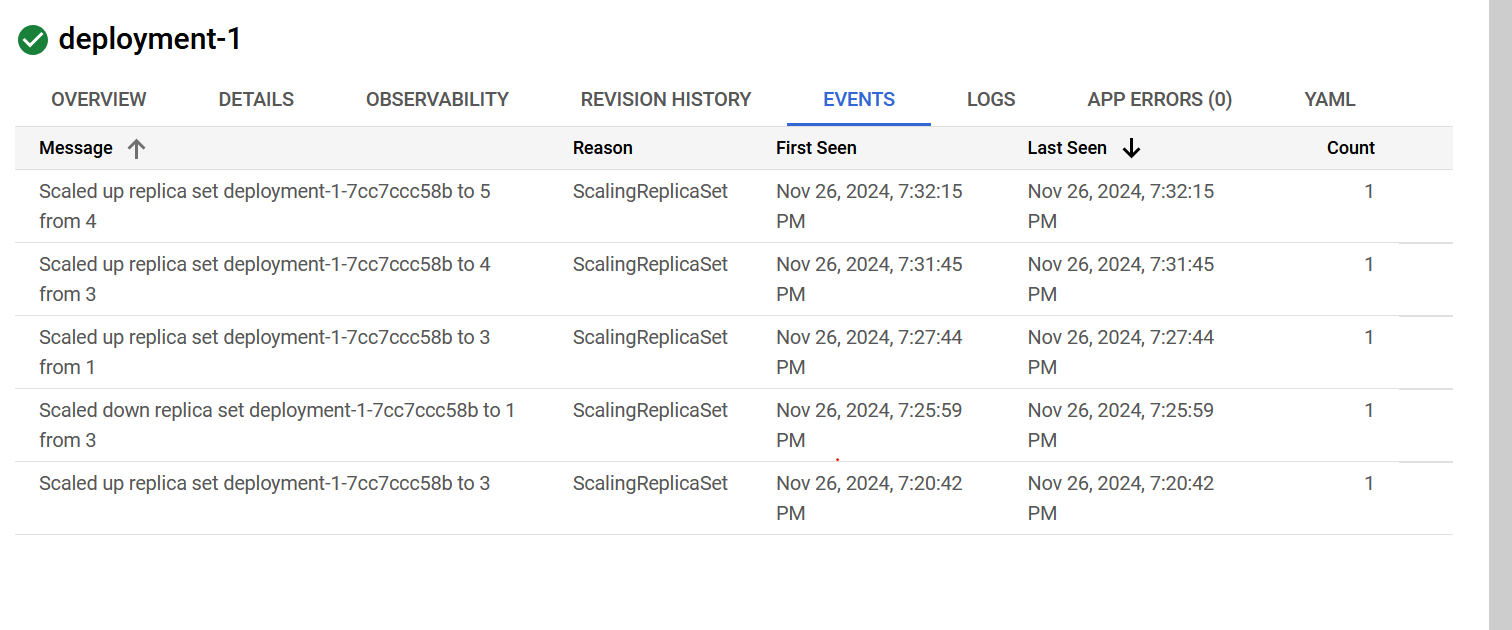 deployment-1
OVERVIEW DETAILS OBSERVABILITY REVISION HISTORY EVENTS LOGS APP ERRORS (0) YAML
Message Reason First Seen Last Seen Count
Scaled up replica set deployment-1-7cc7ccc58b to 5 ScalingReplicaSet Nov 26, 2024, 7:32:15 Nov 26, 2024, 7:32:15 1
from 4 PM PM
Scaled up replica set deployment-1-7cc7ccc58b to 4 ScalingReplicaSet Nov 26, 2024, 7:31:45 Nov 26, 2024, 7:31:45 1
from 3 PM PM
Scaled up replica set deployment-1-7cc7ccc58b to 3 ScalingReplicaSet Nov 26, 2024, 7:27:44 Nov 26, 2024, 7:27:44 1
from 1 PM PM
Scaled down replica set deployment-1-7cc7ccc58b to 1 ScalingReplicaSet Nov 26, 2024, 7:25:59 Nov 26, 2024, 7:25:59 1
from 3 PM PM
Scaled up replica set deployment-1-7cc7ccc58b to 3 ScalingReplicaSet Nov 26, 2024, 7:20:42 Nov 26, 2024, 7:20:42 1
PM PM